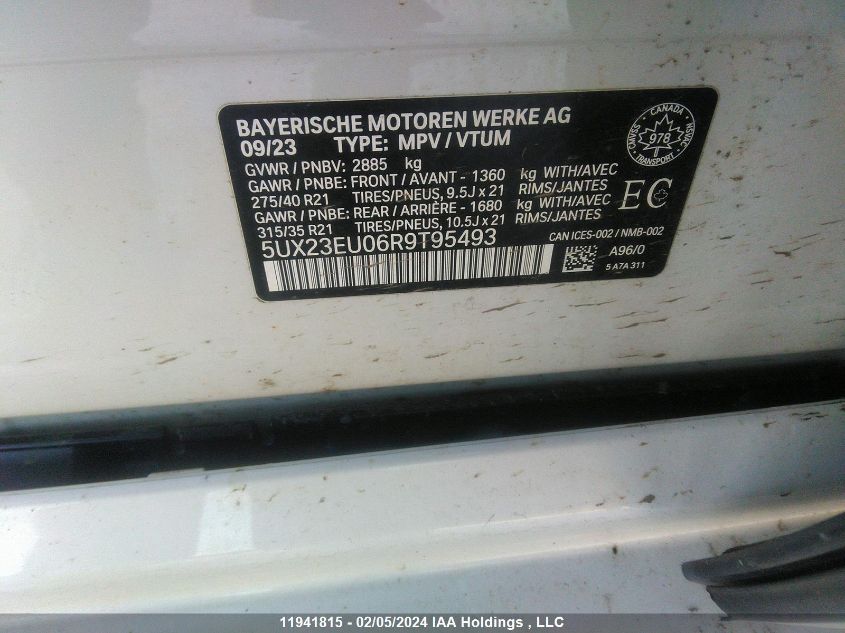 BAYERISCHE MOTOREN WERKE AG
09/23 TYPE: MPV / VTUM
GVWR / PNBV: 2885 kg
GAWR / PNBE: FRONT / AVANT - 1360 kg WITH/AVEC
275/40 R21 TIRES/PNEUS, 9.5J x 21 RIMS/JANTES
GAWR / PNBE: REAR / ARRIÈRE - 1680 kg WITH/AVEC
315/35 R21 TIRES/PNEUS, 10.5J x 21 RIMS/JANTES
5UX23EU06R9T95493
CANADA
978
TRANSPORT
EC
CAN ICES-002 / NMB-002
A96/0
5 A7A 311
11941815 - 02/05/2024 IAA Holdings , LLC